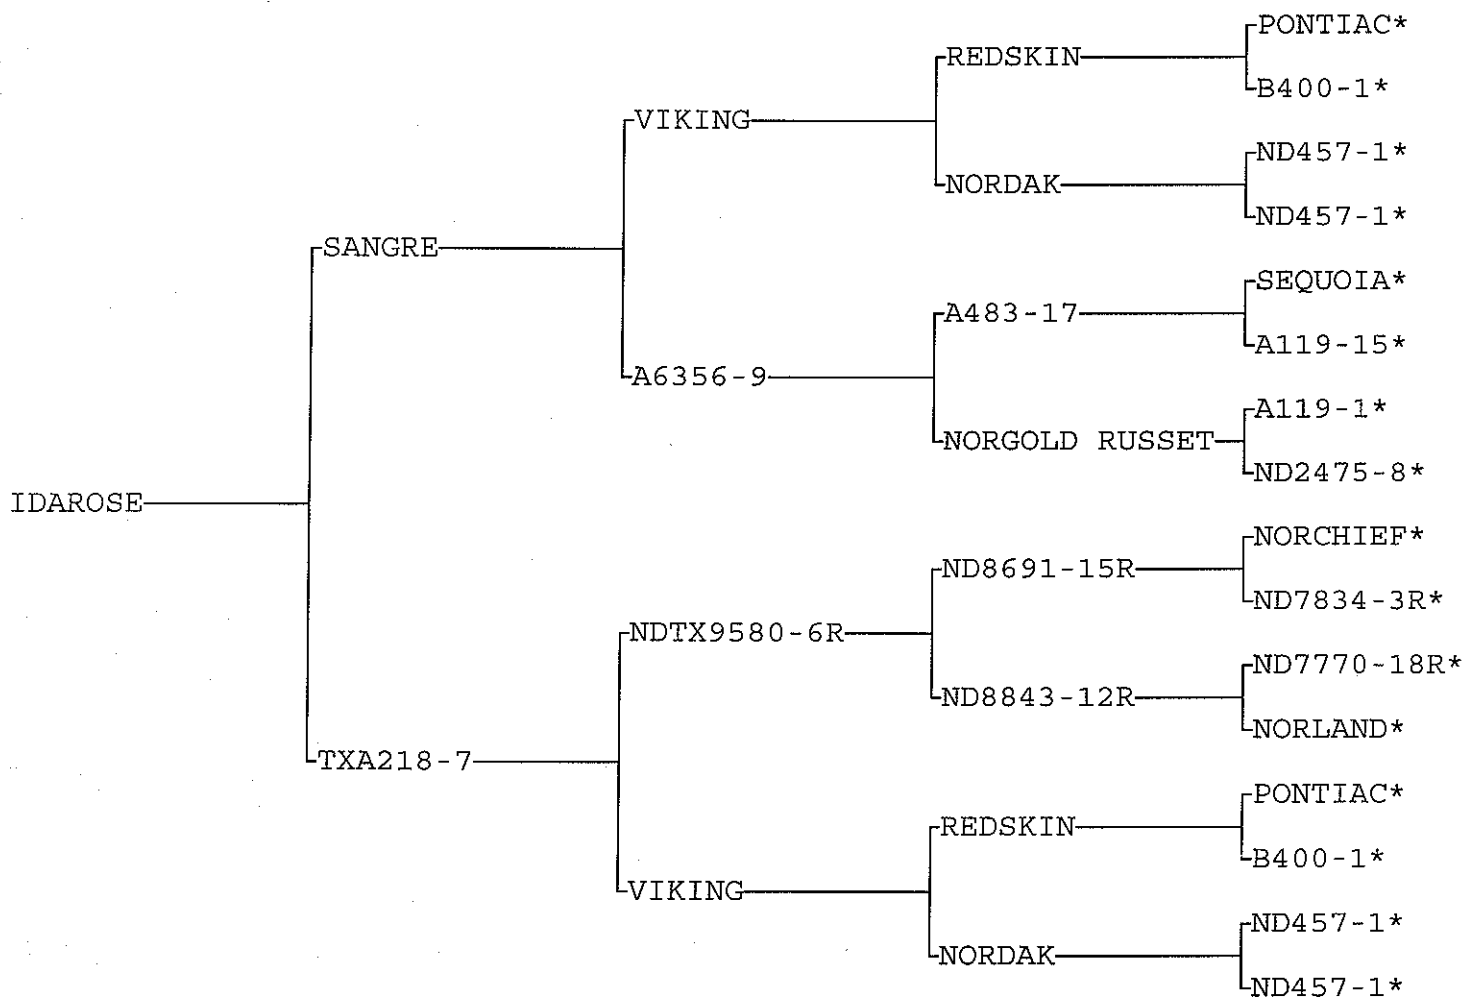 PONTIAC*
REDSKIN
B400-1*
VIKING
ND457-1*
NORDAK
ND457-1*
SANGRE
SEQUOIA*
A483-17
A119-15*
A6356-9
A119-1*
NORGOLD RUSSET
ND2475-8*
IDAROSE
NORCHIEF*
ND8691-15R
ND7834-3R*
NDTX9580-6R
ND7770-18R*
ND8843-12R
NORLAND*
TXA218-7
PONTIAC*
REDSKIN
B400-1*
VIKING
ND457-1*
NORDAK
ND457-1*